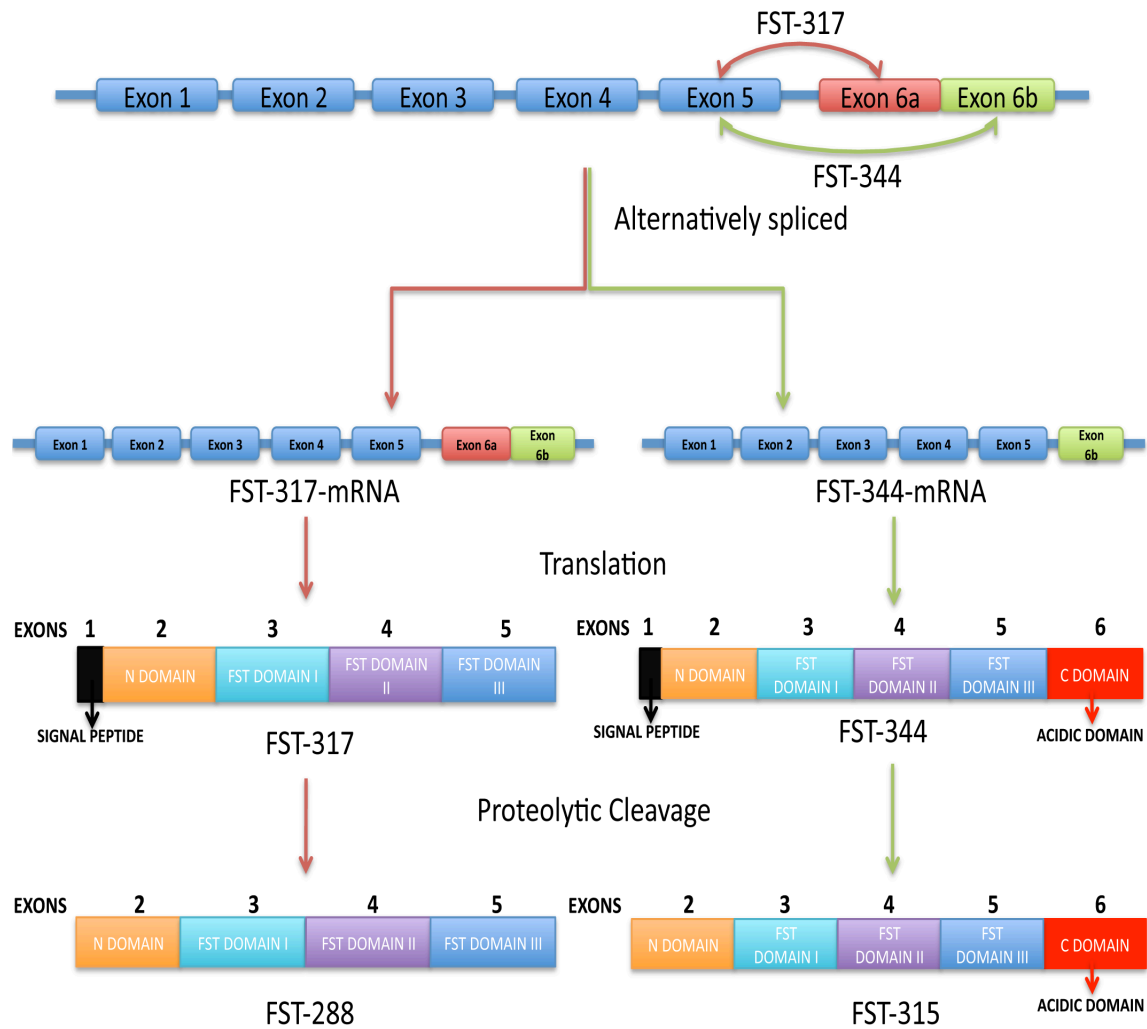 FST-317
Exon 1 Exon 2 Exon 3 Exon 4 Exon 5 Exon 6a Exon 6b
FST-344
Alternatively spliced
Exon 1 Exon 2 Exon 3 Exon 4 Exon 5 Exon 6a Exon
6b
FST-317-mRNA
Exon 1 Exon 2 Exon 3 Exon 4 Exon 5 Exon
6b
FST-344-mRNA
Translation
EXONS 1 2 3 4 5
N DOMAIN FST DOMAIN I FST DOMAIN
II
FST DOMAIN
III
SIGNAL PEPTIDE
FST-317
EXONS 1 2 3 4 5 6
N DOMAIN
FST
DOMAIN I
FST
DOMAIN II
FST
DOMAIN III
C DOMAIN
SIGNAL PEPTIDE
FST-344
ACIDIC DOMAIN
Proteolytic Cleavage
EXONS 2 3 4 5
N DOMAIN FST DOMAIN I FST DOMAIN II FST DOMAIN III
FST-288
EXONS 2 3 4 5 6
N DOMAIN
FST
DOMAIN I
FST
DOMAIN II
FST
DOMAIN III
C DOMAIN
ACIDIC DOMAIN
FST-315